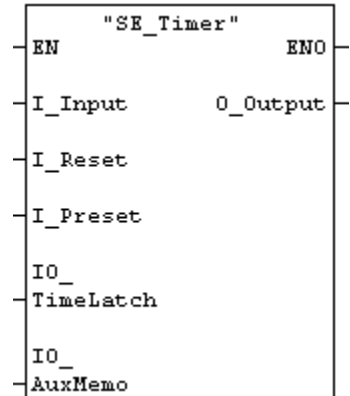 "SE_Timer"
EN ENO
I_Input O_Output
I_Reset
I_Preset
IO_
TimeLatch
IO_
AuxMemo